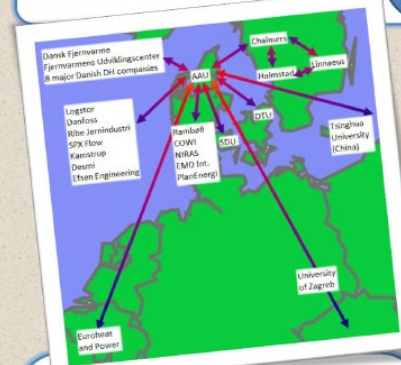 Dansk Fjernvarme
Fjernvarmens Udviklingscenter
8 major Danish DH companies
Chalmers
Linnaeus
AAU
Halmstad
Logstor
Danfoss
Ribe Jernindustri
SPX Flow
Kamstrup
Desmi
Efsen Engineering
Rambøll
COWI
NIRAS
EMD Int.
PlanEnergi
SDU
DTU
Tsinghua
University
(China)
University
of Zagreb
Euroheat
and Power